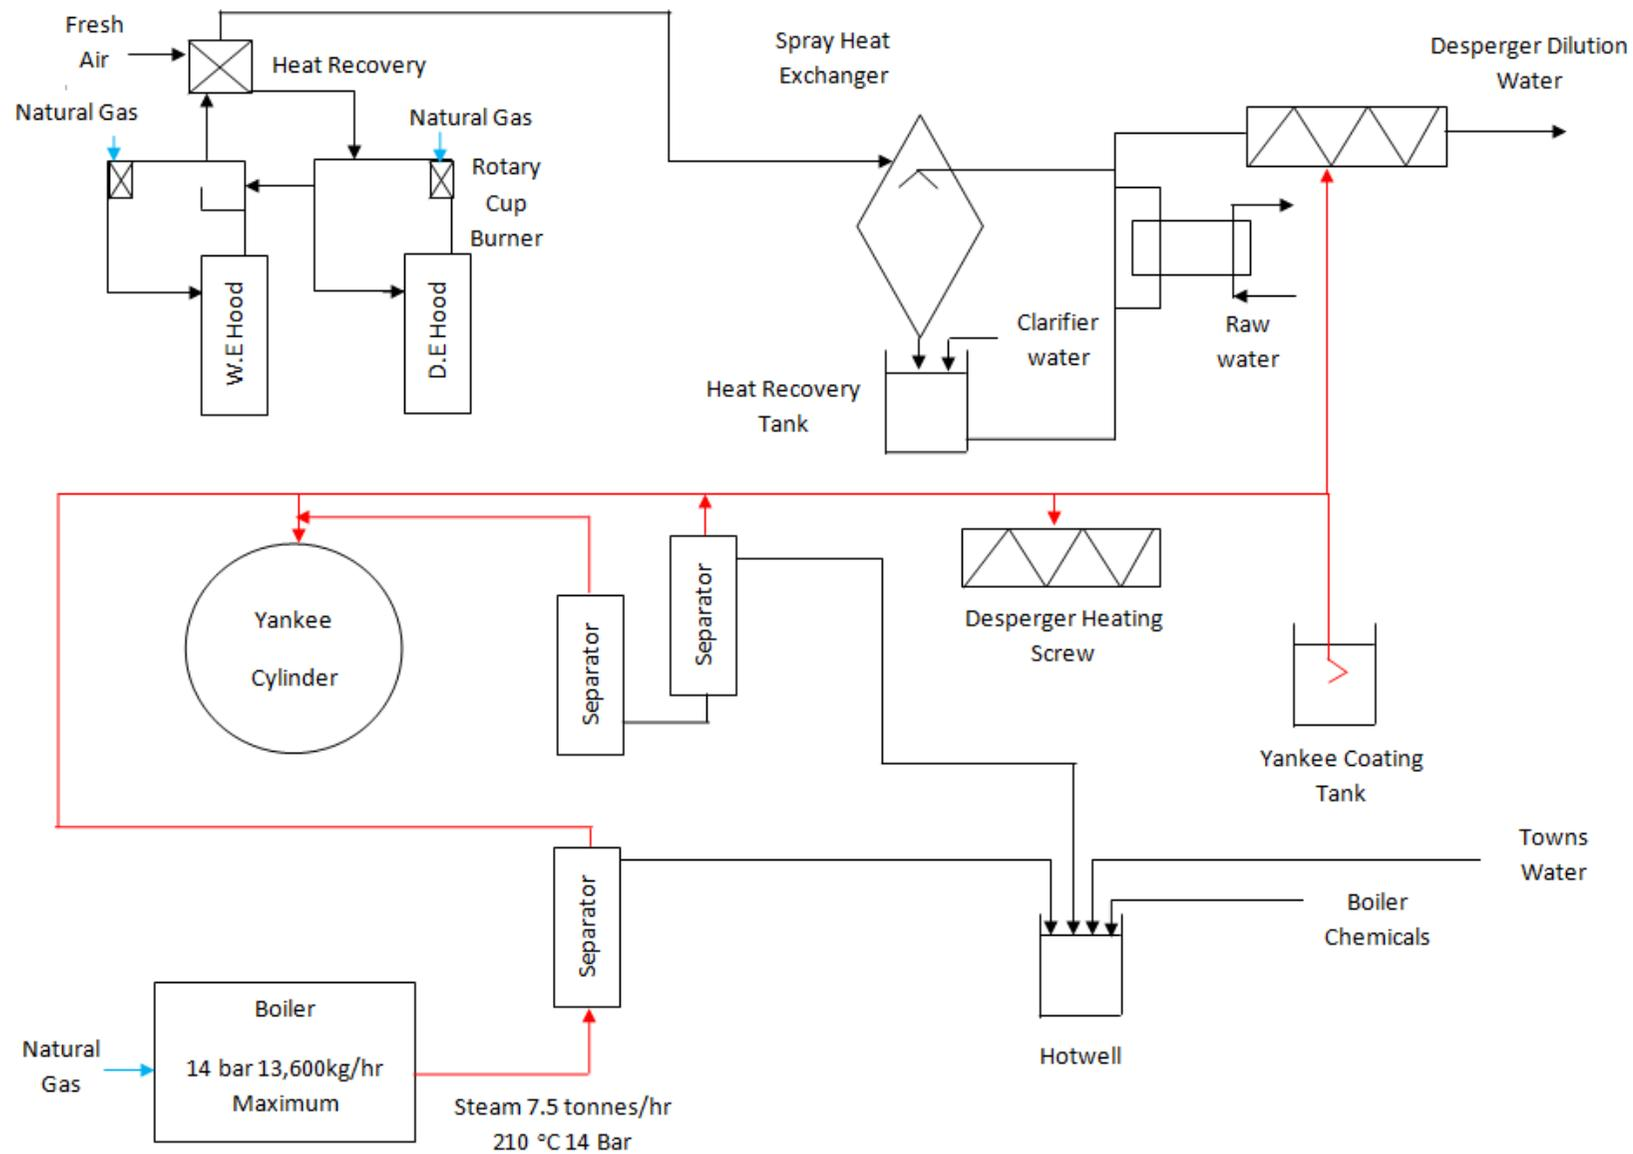 Fresh
Air
Heat Recovery
Natural Gas
Natural Gas
Rotary
Cup
Burner
W.E Hood
D.E Hood
Spray Heat
Exchanger
Desperger Dilution
Water
Clarifier
water
Raw
water
Heat Recovery
Tank
Yankee
Cylinder
Separator
Separator
Desperger Heating
Screw
Yankee Coating
Tank
Towns
Water
Boiler
Chemicals
Separator
Hotwell
Natural
Gas
Boiler
14 bar 13,600kg/hr
Maximum
Steam 7.5 tonnes/hr
210 °C 14 Bar